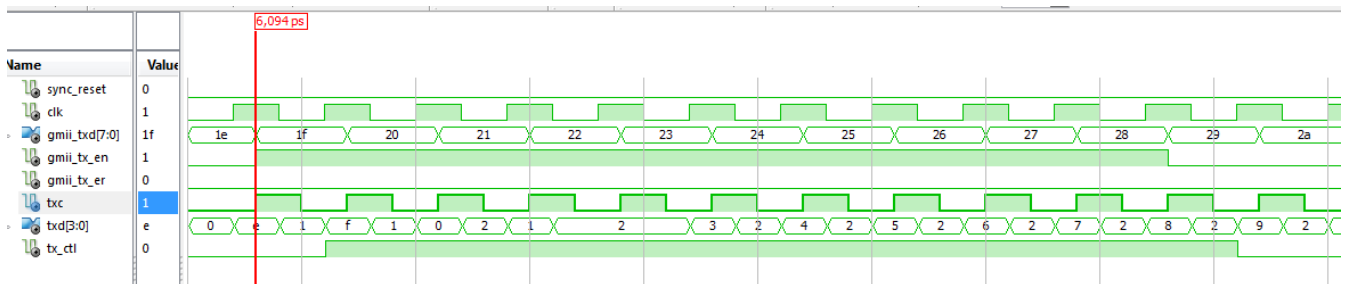 6,094 ps
Name Value
sync_reset 0
clk 1
gmii_txd[7:0] 1f 1e 1f 20 21 22 23 24 25 26 27 28 29 2a
gmii_tx_en 1
gmii_tx_er 0
txc 1
txd[3:0] e 0 e 1 f 1 0 2 1 2 3 2 4 2 5 2 6 2 7 2 8 2 9 2
tx_ctl 0